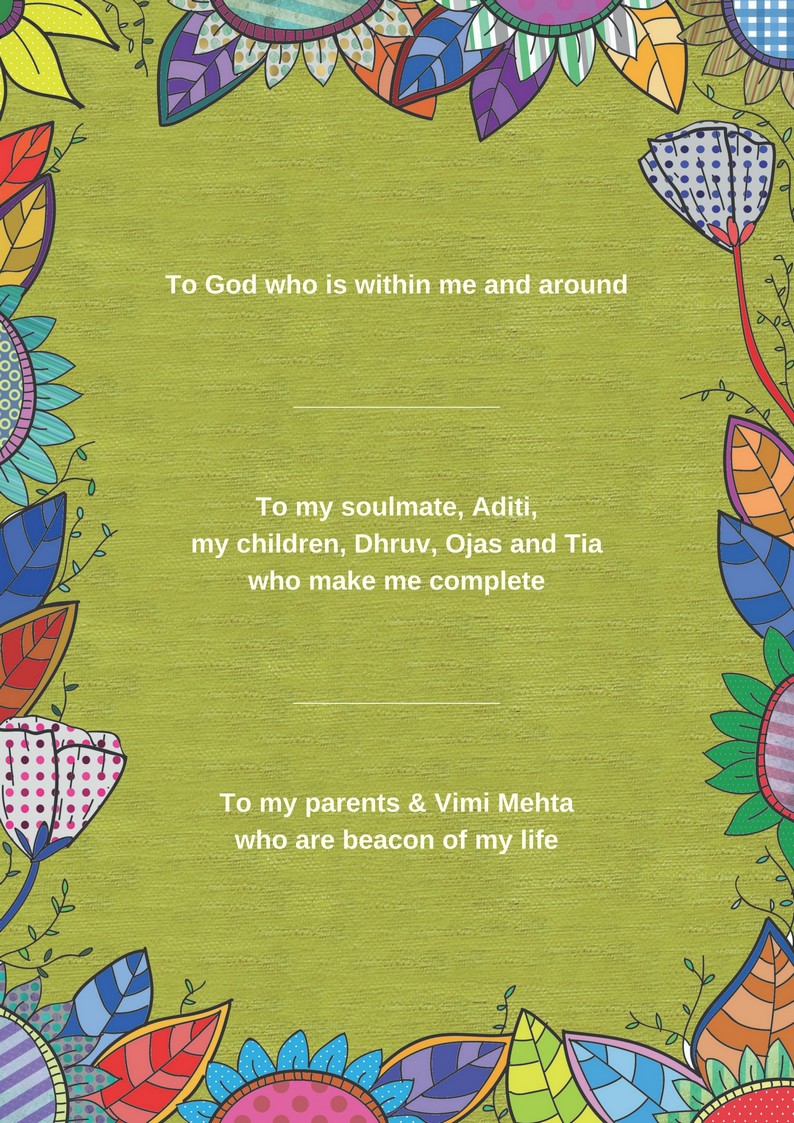 To God who is within me and around
To my soulmate, Aditi,
my children, Dhruv, Ojas and Tia
who make me complete
To my parents & Vimi Mehta
who are beacon of my life